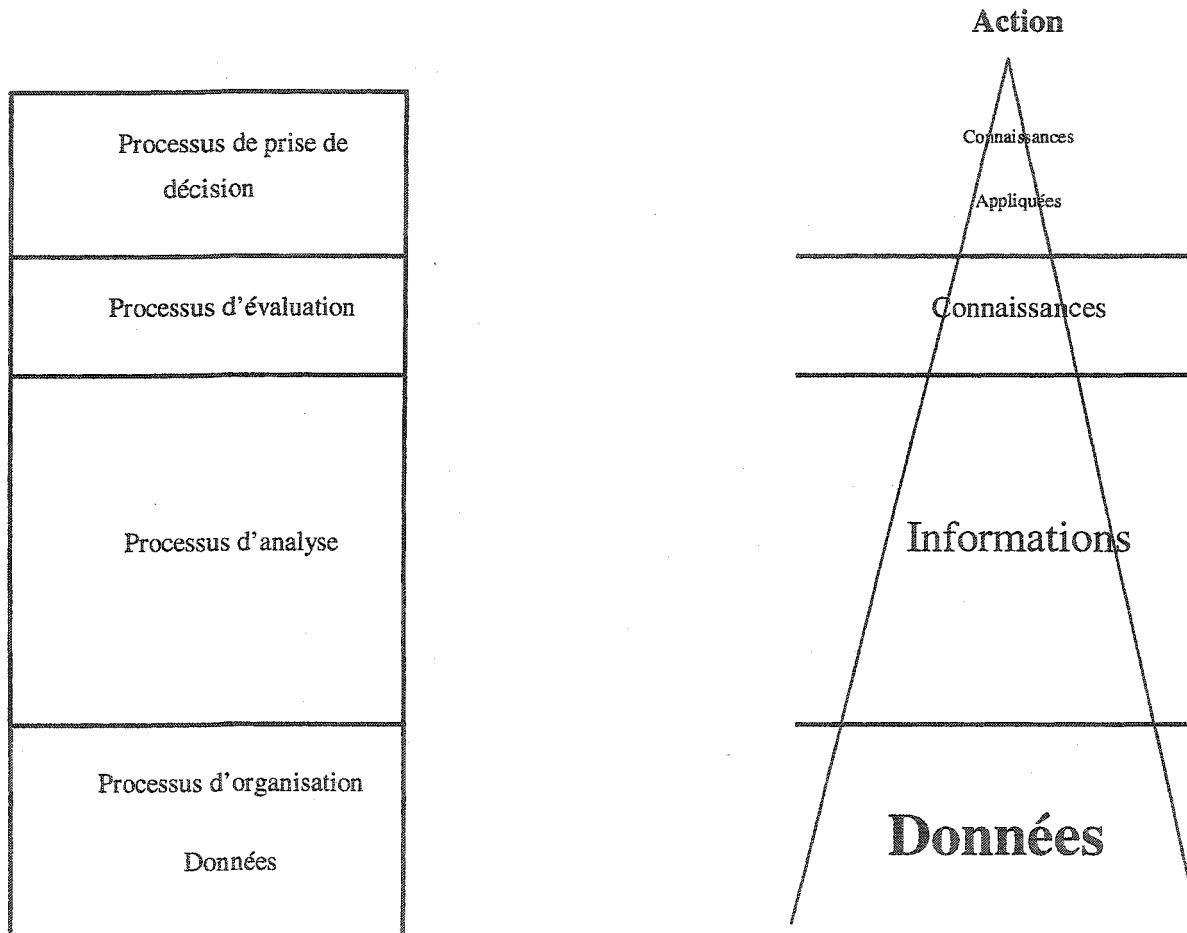 Processus de prise de
décision
Processus d'évaluation
Processus d'analyse
Processus d'organisation
Données
Action
Connaissances
Appliquées
Connaissances
Informations
Données